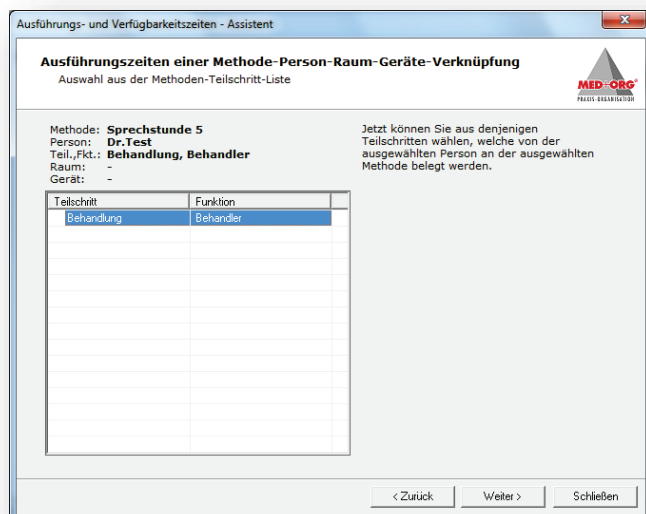 Ausführungs- und Verfügbarkeitszeiten - Assistent
Ausführungszeiten einer Methode-Person-Raum-Geräte-Verknüpfung
Auswahl aus der Methoden-Teilschrit-Liste
MED-ORG®
PRAXIS-ORGANISATION
Methode: Sprechstunde 5
Person: Dr.Test
Teil.,Fkt.: Behandlung, Behandler
Raum: -
Gerät: -
Jetzt können Sie aus denjenigen
Teilschritten wählen, welche von der
ausgewählten Person an der ausgewählten
Methode belegt werden.
Teilschritt Funktion
Behandlung Behandler
< Zurück Weiter > Schließen